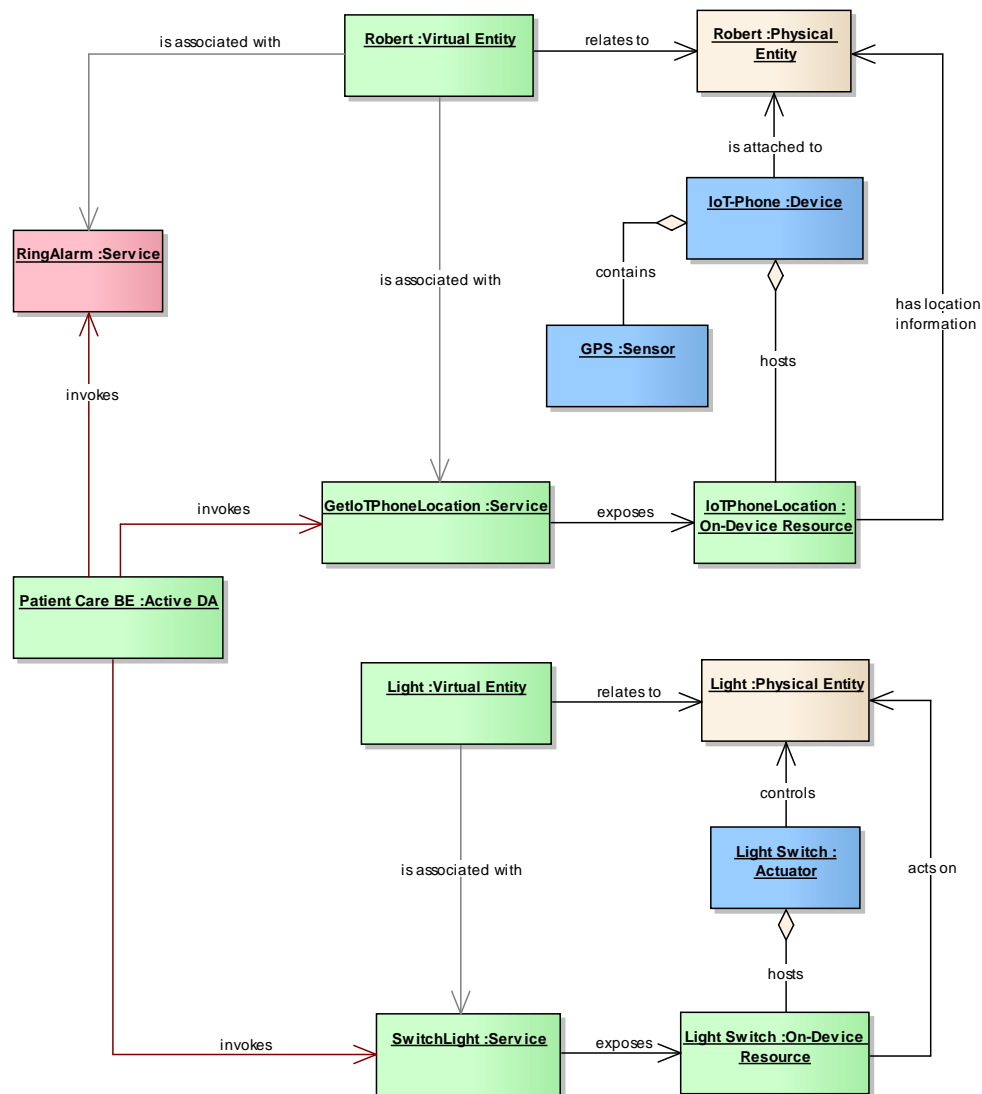 is associated with
Robert :Virtual Entity
relates to
Robert :Physical
Entity
is attached to
IoT-Phone :Device
RingAlarm :Service
contains
is associated with
has location
information
GPS :Sensor
hosts
invokes
invokes
GetIoTPhoneLocation :Service
exposes
IoTPhoneLocation :
On-Device Resource
Patient Care BE :Active DA
Light :Virtual Entity
relates to
Light :Physical Entity
controls
is associated with
Light Switch :
Actuator
acts on
hosts
invokes
SwitchLight :Service
exposes
Light Switch :On-Device
Resource